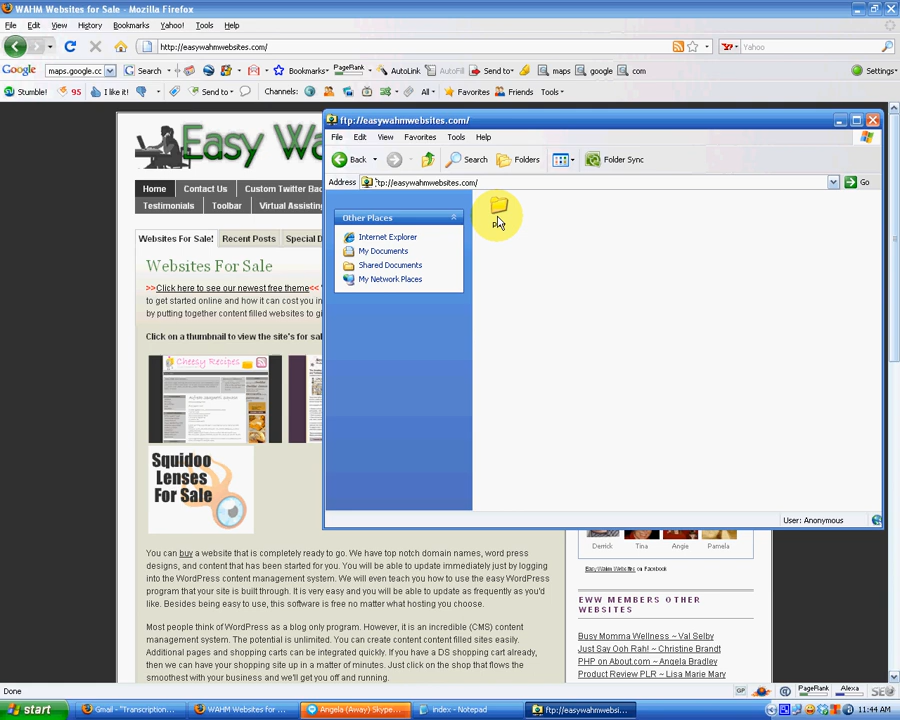 WAHM Websites for Sale - Mozilla Firefox
File Edit View History Bookmarks Yahoo! Tools Help
http://easywahmwebsites.com/
Yahoo
Google maps.google.cc Search Bookmarks PageRank AutoLink AutoFill Send to maps google com Settings
Stumble! 95 I like it! Send to Channels: All Favorites Friends Tools
Easy Wa
Home Contact Us Custom Twitter Bac
Testimonials Toolbar Virtual Assisting
Websites For Sale! Recent Posts Special D
Websites For Sale
>>Click here to see our newest free theme<<
to get started online and how it can cost you in
by putting together content filled websites to gi
Click on a thumbnail to view the site's for sal
Cheesy Recipes
Squidoo
Lenses
For Sale
You can buy a website that is completely ready to go. We have top notch domain names, word press
designs, and content that has been started for you. You will be able to update immediately just by logging
into the WordPress content management system. We will even teach you how to use the easy WordPress
program that your site is built through. It is very easy and you will be able to update as frequently as you'd
like. Besides being easy to use, this software is free no matter what hosting you choose.
Most people think of WordPress as a blog only program. However, it is an incredible (CMS) content
management system. The potential is unlimited. You can create content content filled sites easily.
Additional pages and shopping carts can be integrated quickly. If you have a DS shopping cart already,
then we can have your shopping site up in a matter of minutes. Just click on the shop that flows the
smoothest with your business and we'll get you off and running.
ftp://easywahmwebsites.com/
File Edit View Favorites Tools Help
Back Search Folders Folder Sync
Address ftp://easywahmwebsites.com/ Go
Other Places
Internet Explorer
My Documents
Shared Documents
My Network Places
User: Anonymous
Derrick Tina Angie Pamela
Easy Wahm Websites on Facebook
EWW MEMBERS OTHER
WEBSITES
Busy Momma Wellness ~ Val Selby
Just Say Ooh Rah! ~ Christine Brandt
PHP on About.com ~ Angela Bradley
Product Review PLR ~ Lisa Marie Mary
Done
GP PageRank Alexa SEO
start Gmail - "Transcription... WAHM Websites for ... Angela (Away) Skype... index - Notepad ftp://easywahmwebsi... 11:44 AM